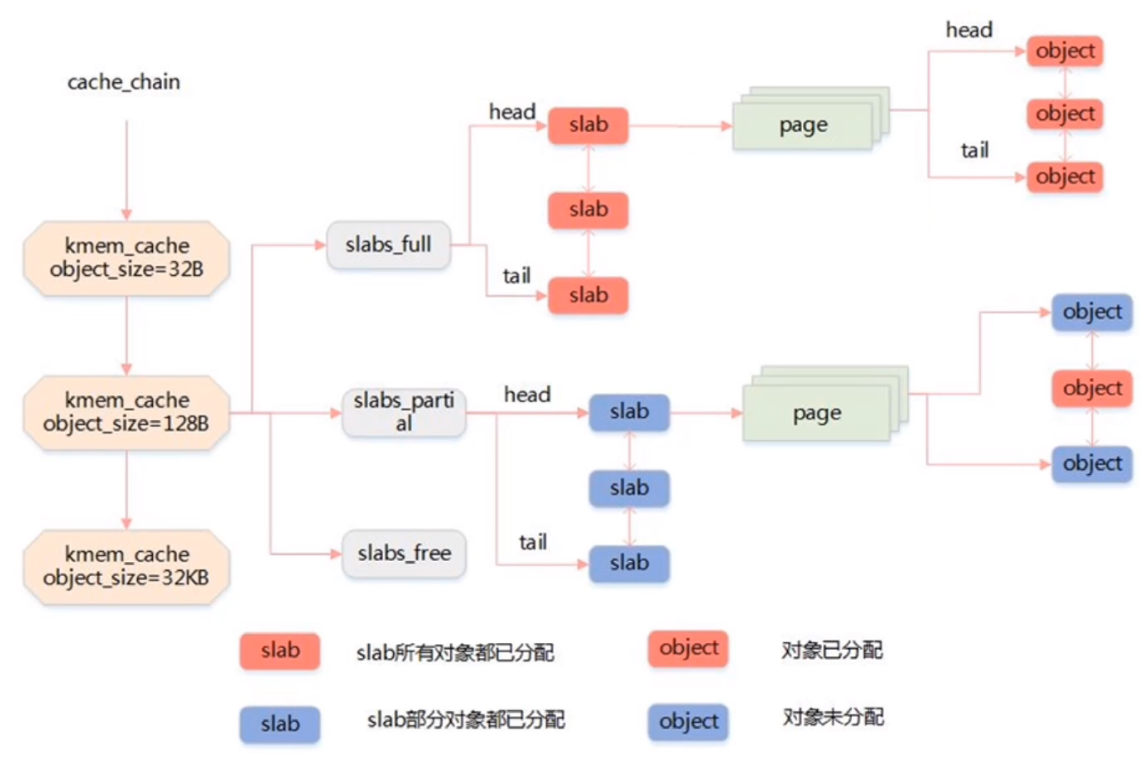 cache_chain
kmem_cache
object_size=32B
kmem_cache
object_size=128B
kmem_cache
object_size=32KB
slabs_full
head
tail
slab
slab
slab
page
head
tail
object
object
object
slabs_parti
al
head
tail
slab
slab
slab
page
object
object
object
slabs_free
slab
slab所有对象都已分配
object
对象已分配
slab
slab部分对象都已分配
object
对象未分配